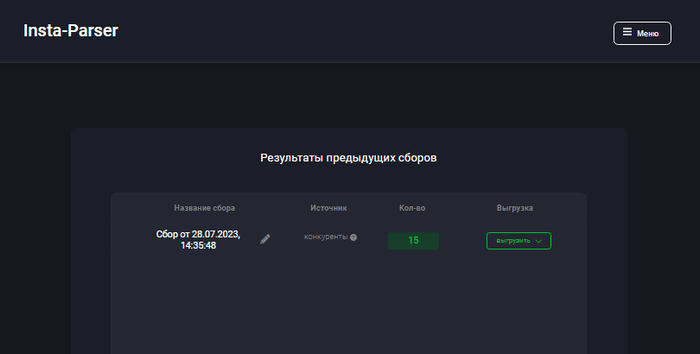 Insta-Parser
Меню
Результаты предыдущих сборов
Название сбора Источник Кол-во Выгрузка
Сбор от 28.07.2023,
14:35:48
конкуренты ?
15
выгрузить